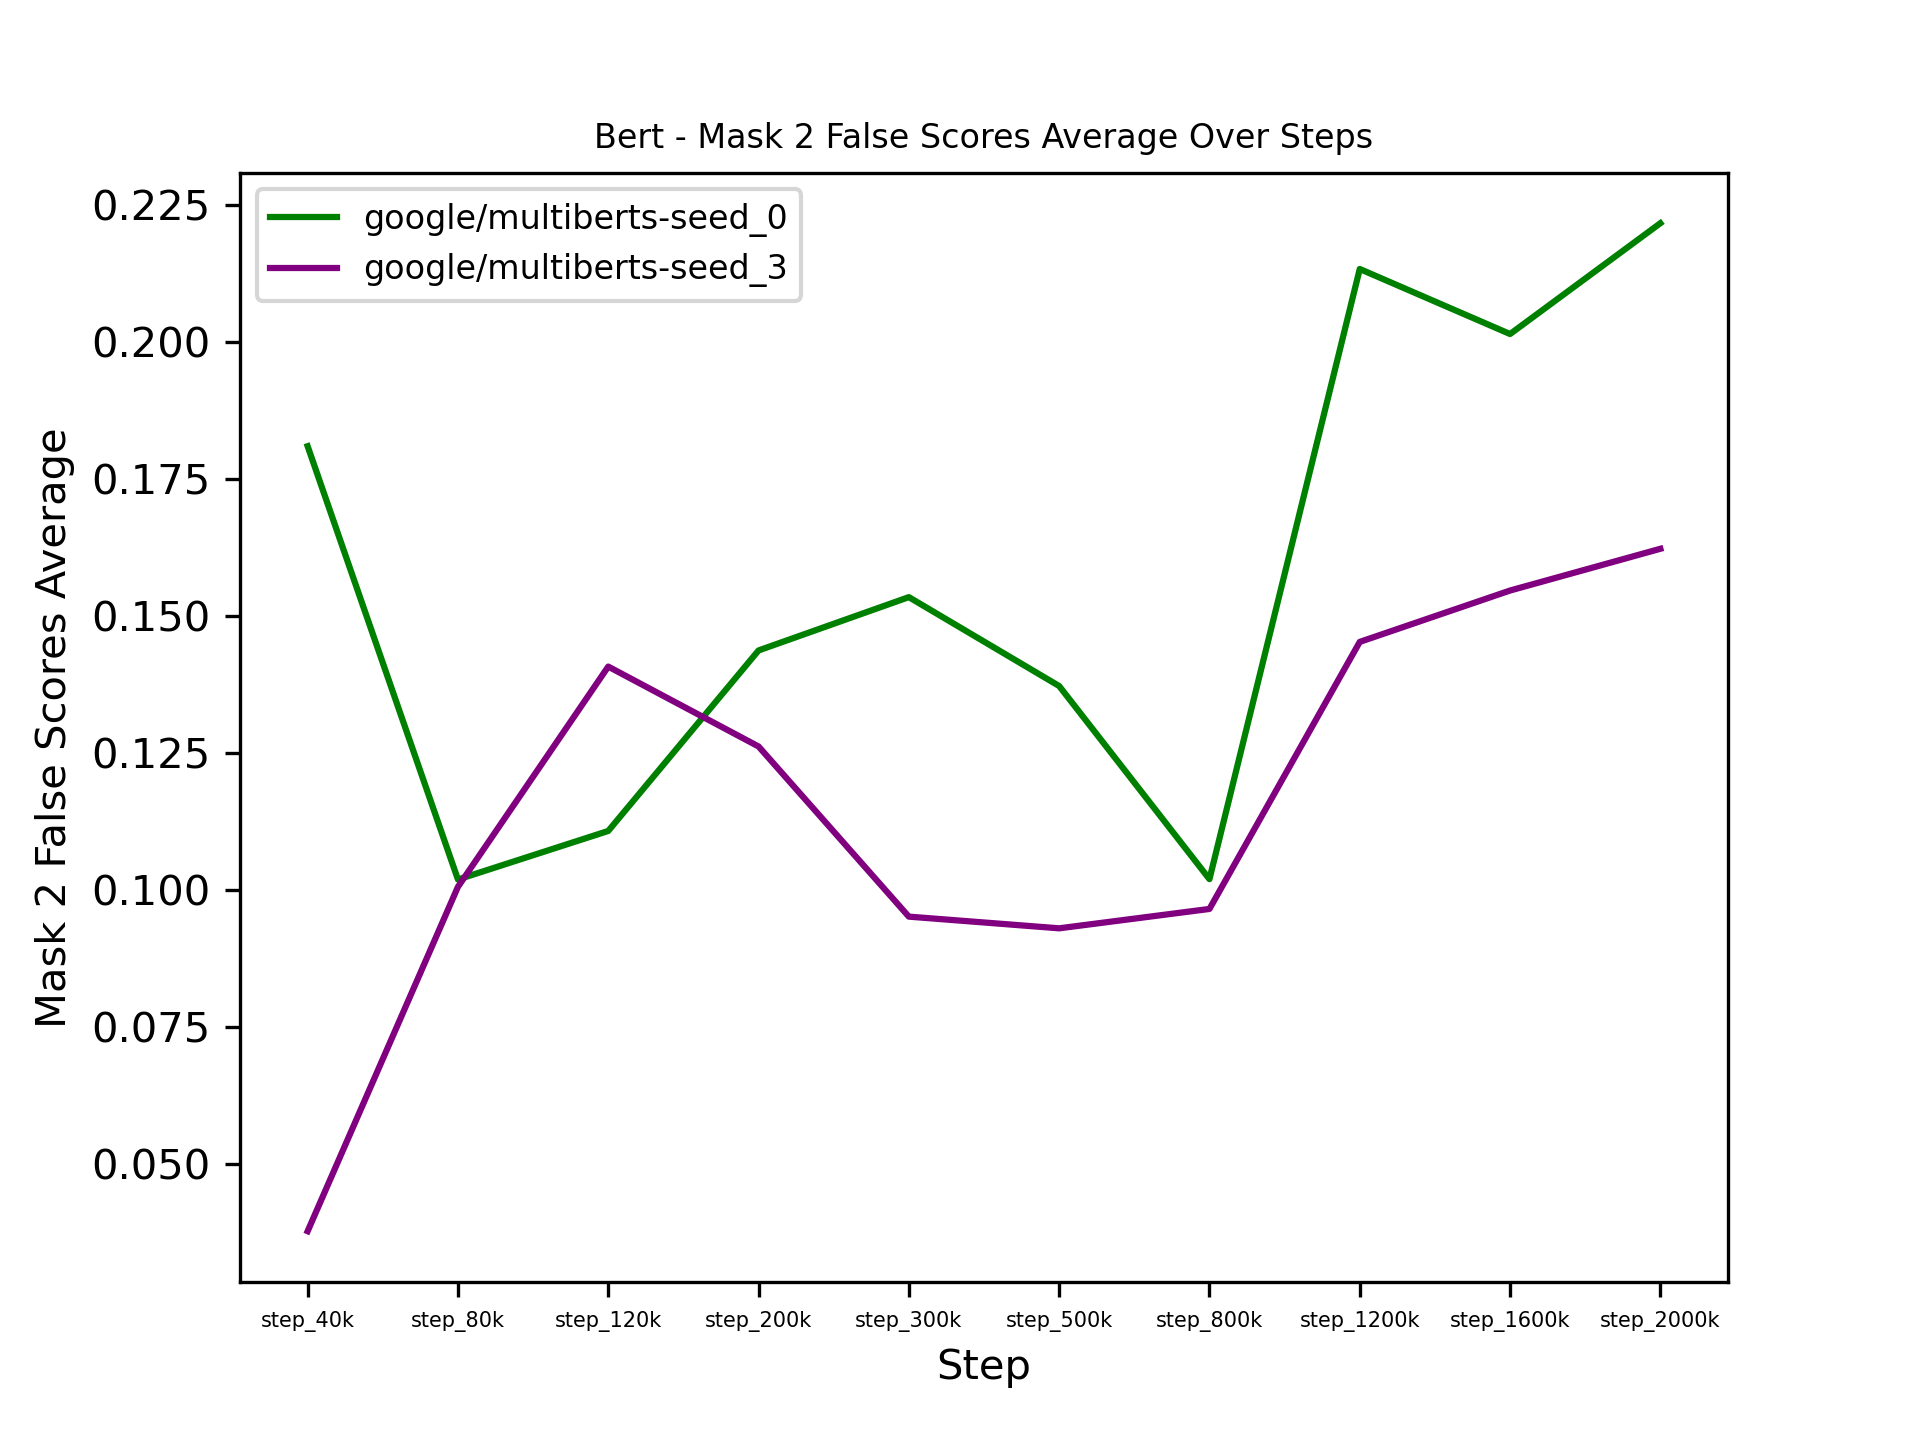 Bert - Mask 2 False Scores Average Over Steps
google/multiberts-seed_0
google/multiberts-seed_3
Mask 2 False Scores Average
0.225
0.200
0.175
0.150
0.125
0.100
0.075
0.050
step_40k step_80k step_120k step_200k step_300k step_500k step_800k step_1200k step_1600k step_2000k
Step